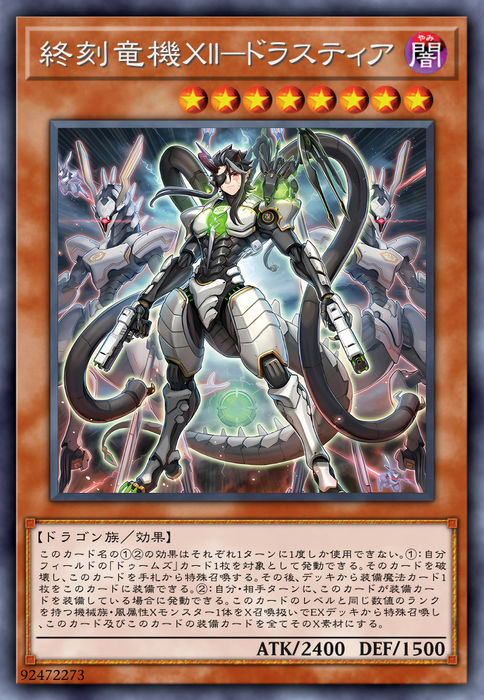 終刻竜機XⅡ－ドラスティア
やみ
闇
【ドラゴン族／効果】
このカード名の①②の効果はそれぞれ1ターンに1度しか使用できない。①：自分
フィールドの「ドゥームズ」カード1枚を対象として発動できる。そのカードを破
壊し、このカードを手札から特殊召喚する。その後、デッキから装備魔法カード1
枚をこのカードに装備できる。②：自分・相手ターンに、このカードが装備カー
ドを装備している場合に発動できる。このカードのレベルと同じ数値のランク
を持つ機械族・風属性Xモンスター1体をX召喚扱いでEXデッキから特殊召喚し
、このカード及びこのカードの装備カードを全てそのX素材にする。
ATK/2400 DEF/1500
92472273